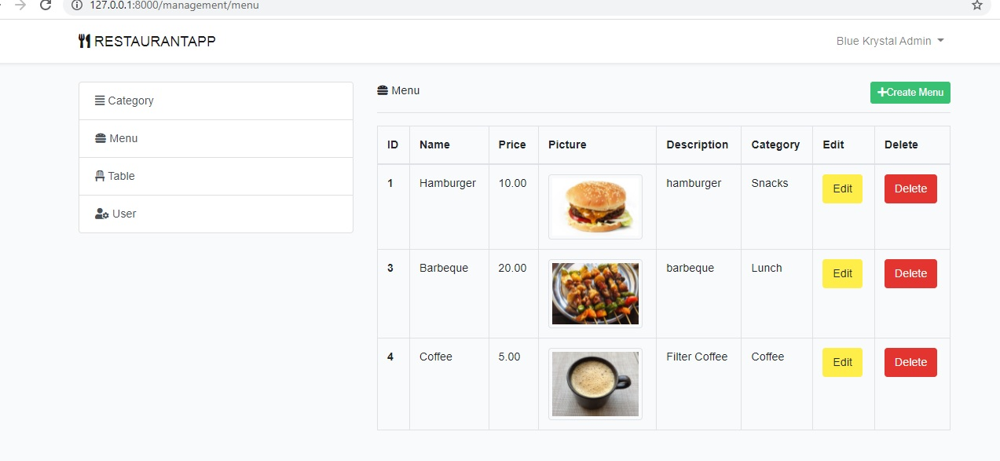 127.0.0.1:8000/management/menu
RESTAURANTAPP
Blue Krystal Admin
Category
Menu
Table
User
Menu
Create Menu
ID Name Price Picture Description Category Edit Delete
1 Hamburger 10.00 hamburger Snacks Edit Delete
3 Barbeque 20.00 barbeque Lunch Edit Delete
4 Coffee 5.00 Filter Coffee Coffee Edit Delete